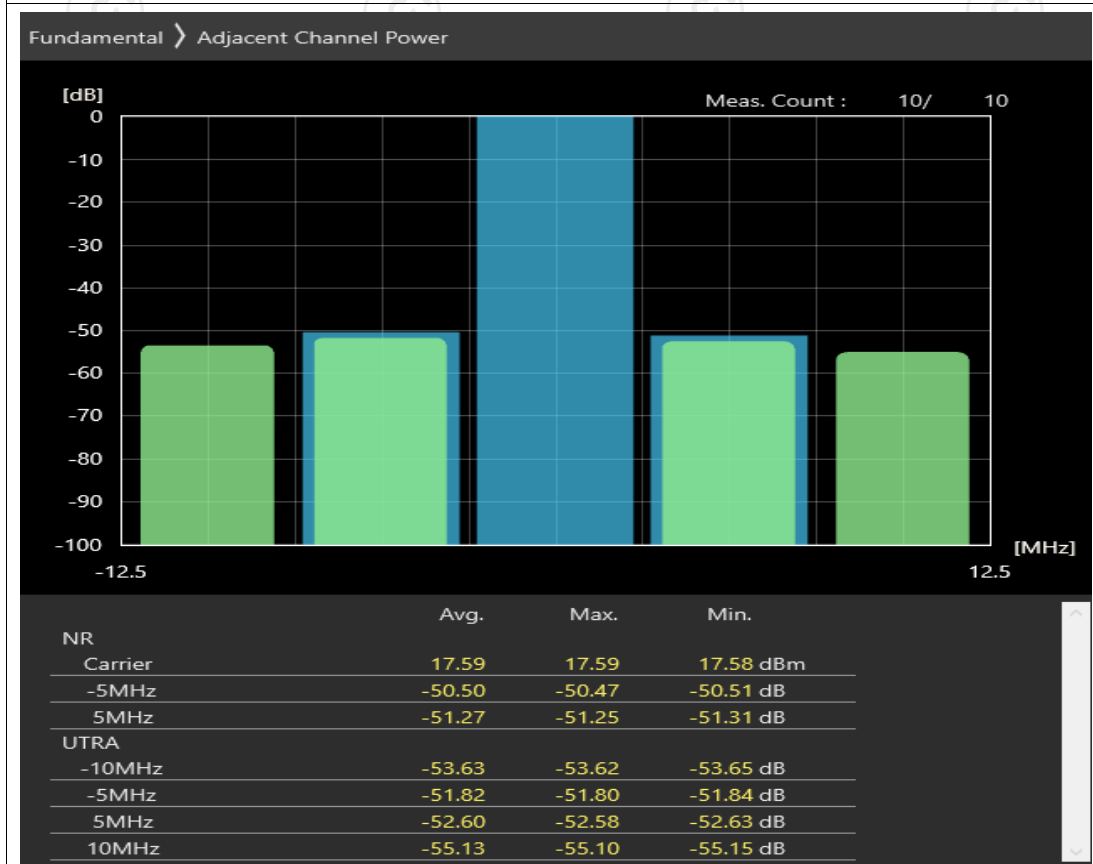 Fundamental 〉 Adjacent Channel Power
[dB]
Meas. Count : 10/ 10
0
-10
-20
-30
-40
-50
-60
-70
-80
-90
-100
[MHz]
-12.5 12.5
Avg. Max. Min.
NR
Carrier 17.59 17.59 17.58 dBm
-5MHz -50.50 -50.47 -50.51 dB
5MHz -51.27 -51.25 -51.31 dB
UTRA
-10MHz -53.63 -53.62 -53.65 dB
-5MHz -51.82 -51.80 -51.84 dB
5MHz -52.60 -52.58 -52.63 dB
10MHz -55.13 -55.10 -55.15 dB